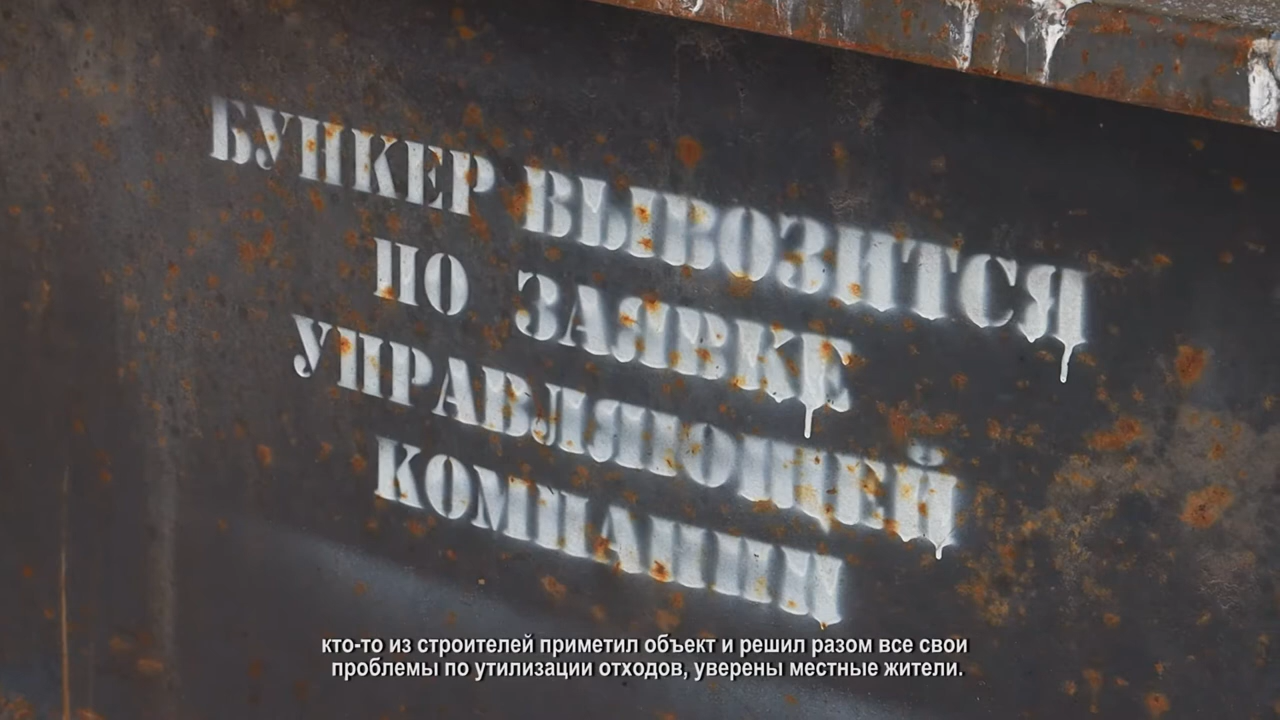 БУНКЕР ВЫВОЗИТСЯ
ПО ЗАЯВКЕ
УПРАВЛЯЮЩЕЙ
КОМПАНИИ
кто-то из строителей приметил объект и решил разом все свои
проблемы по утилизации отходов, уверены местные жители.